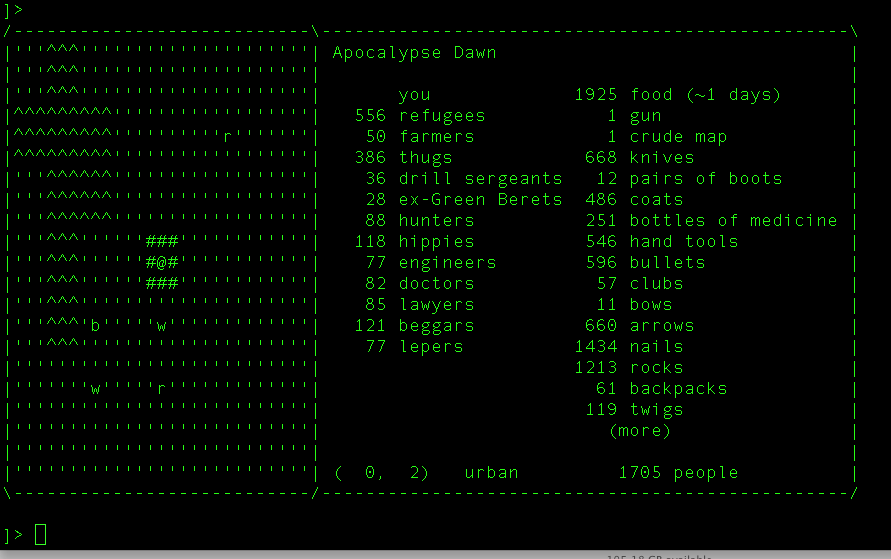 ]>
/---------------------------\--------------------------------------------------\
|'''^^^'''''''''''''''''''''| Apocalypse Dawn |
|'''^^^'''''''''''''''''''''| |
|'''^^^'''''''''''''''''''''| you 1925 food (~1 days) |
|^^^^^^^^^''''''''''''''''''| 556 refugees 1 gun |
|^^^^^^^^^''''''''''r'''''''| 50 farmers 1 crude map |
|^^^^^^^^^''''''''''''''''''| 386 thugs 668 knives |
|'''^^^^^^''''''''''''''''''| 36 drill sergeants 12 pairs of boots |
|'''^^^^^^''''''''''''''''''| 28 ex-Green Berets 486 coats |
|'''^^^^^^''''''''''''''''''| 88 hunters 251 bottles of medicine |
|'''^^^''''''###''''''''''''| 118 hippies 546 hand tools |
|'''^^^''''''#@#''''''''''''| 77 engineers 596 bullets |
|'''^^^''''''###''''''''''''| 82 doctors 57 clubs |
|'''^^^'''''''''''''''''''''| 85 lawyers 11 bows |
|'''^^^'b'''''w'''''''''''''| 121 beggars 660 arrows |
|'''^^^'''''''''''''''''''''| 77 lepers 1434 nails |
|'''''''''''''''''''''''''''| 1213 rocks |
|'''''''w'''''r'''''''''''''| 61 backpacks |
|'''''''''''''''''''''''''''| 119 twigs |
|'''''''''''''''''''''''''''| (more) |
|'''''''''''''''''''''''''''| |
|'''''''''''''''''''''''''''| ( 0, 2) urban 1705 people |
\---------------------------/--------------------------------------------------/
]>